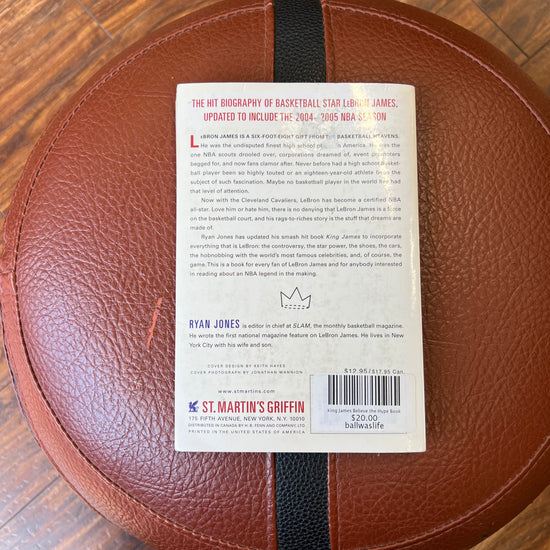 THE HIT BIOGRAPHY OF BASKETBALL STAR LeBRON JAMES,
UPDATED TO INCLUDE THE 2004–2005 NBA SEASON
LeBRON JAMES IS A SIX-FOOT-EIGHT GIFT FROM THE BASKETBALL HEAVENS.
He was the undisputed finest high school of America. He was the
one NBA scouts drooled over, corporations dreamed of, event promoters
begged for, and now fans clamor after. Never before had a high school basket-
ball player been so highly touted or an eighteen-year-old athlete been the
subject of such fascination. Maybe no basketball player in the world has had
that level of attention.
Now with the Cleveland Cavaliers, LeBron has become a certified NBA
all-star. Love him or hate him, there is no denying that LeBron James is a force
on the basketball court, and his rags-to-riches story is the stuff that dreams are
made of.
Ryan Jones has updated his smash hit book King James to incorporate
everything that is LeBron: the controversy, the star power, the shoes, the cars,
the hobnobbing with the world's most famous celebrities, and, of course, the
game. This is a book for every fan of LeBron James and for anybody interested
in reading about an NBA legend in the making.
RYAN JONES is editor in chief at SLAM, the monthly basketball magazine.
He wrote the first national magazine feature on LeBron James. He lives in
New York City with his wife and son.
COVER DESIGN BY KEITH HAYES
COVER PHOTOGRAPH BY JONATHAN MANNION
$12.95/$17.95 Can.
www.stmartins.com
ST. MARTIN'S GRIFFIN
175 FIFTH AVENUE, NEW YORK, N.Y. 10010
DISTRIBUTED IN CANADA BY H. B. FENN AND COMPANY, LTD.
PRINTED IN THE UNITED STATES OF AMERICA
King James Believe the Hype Book
$20.00
ballwaslife